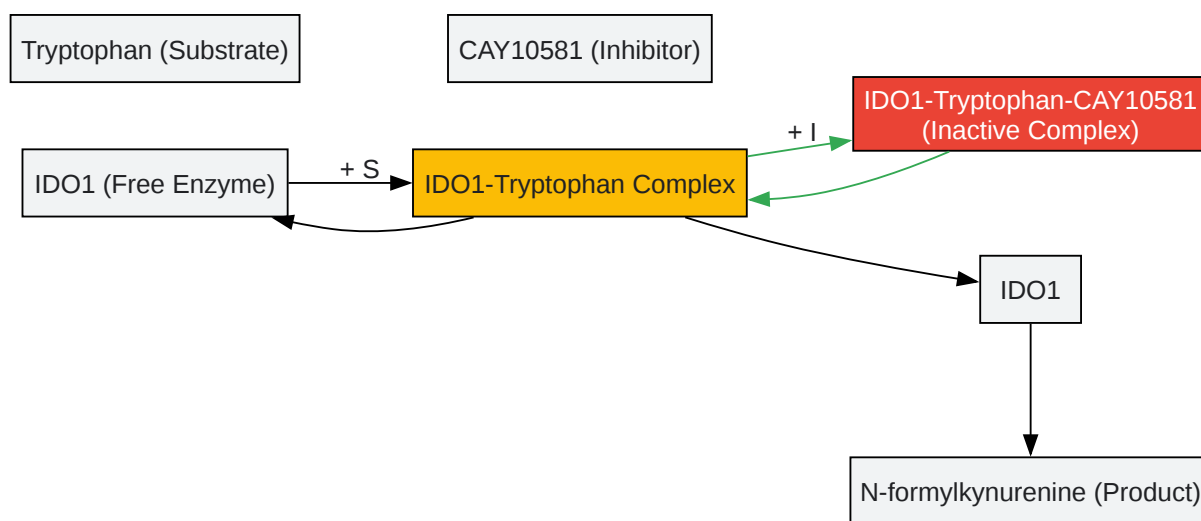 Tryptophan (Substrate)
CAY10581 (Inhibitor)
IDO1-Tryptophan-CAY10581
(Inactive Complex)
+ I
+ S
IDO1 (Free Enzyme)
IDO1-Tryptophan Complex
IDO1
N-formylkynurenine (Product)